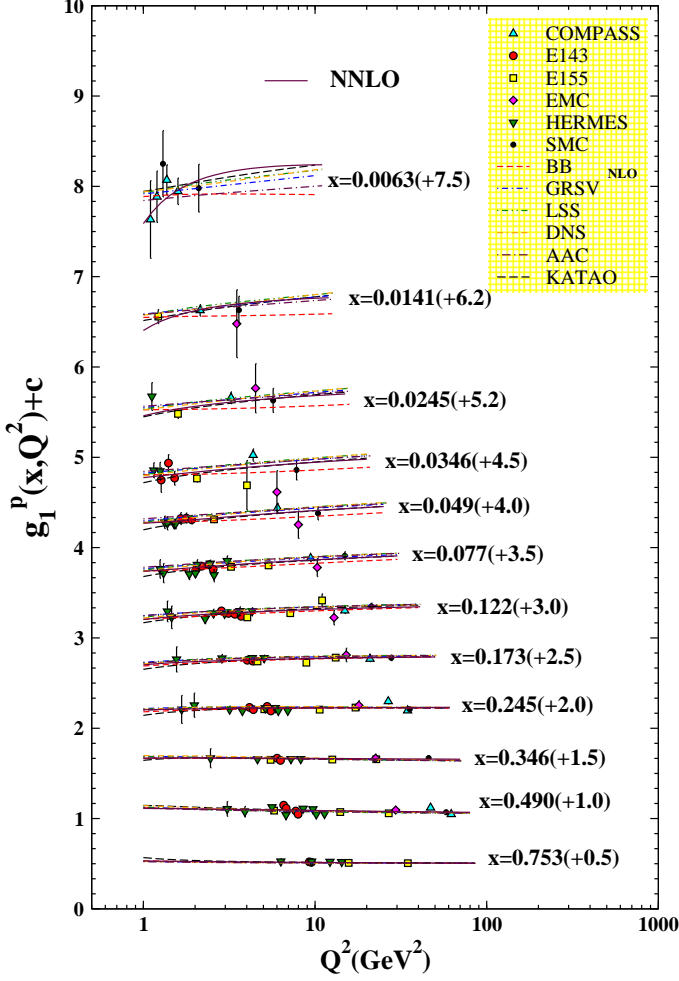 10
9
8
7
6
5
4
3
2
1
0
g₁ᵖ(x,Q²)+c
NNLO
COMPASS
E143
E155
EMC
HERMES
SMC
BB
NLO
GRSV
LSS
DNS
AAC
KATAO
x=0.0063(+7.5)
x=0.0141(+6.2)
x=0.0245(+5.2)
x=0.0346(+4.5)
x=0.049(+4.0)
x=0.077(+3.5)
x=0.122(+3.0)
x=0.173(+2.5)
x=0.245(+2.0)
x=0.346(+1.5)
x=0.490(+1.0)
x=0.753(+0.5)
1 10 100 1000
Q²(GeV²)